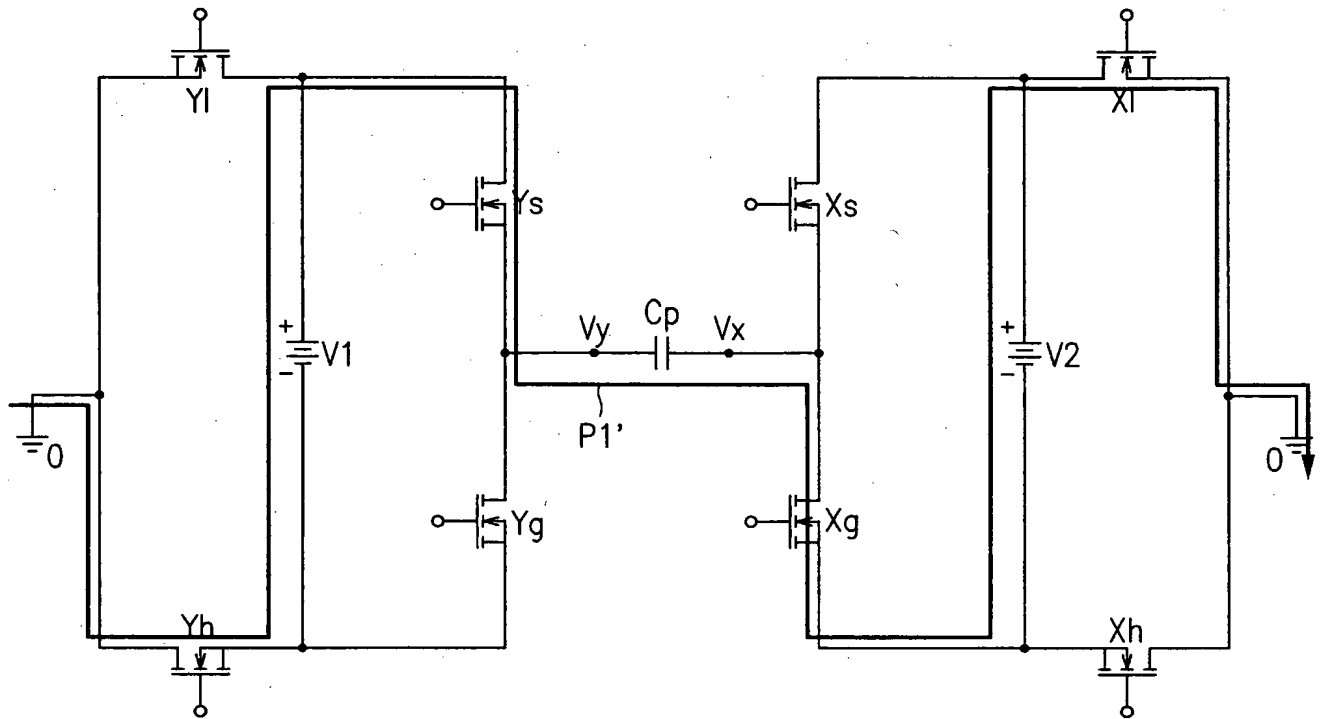 Yl
Xl
Ys
Xs
Vy
Cp
Vx
+
V1
-
+
V2
-
P1'
0
0
Yg
Xg
Yh
Xh